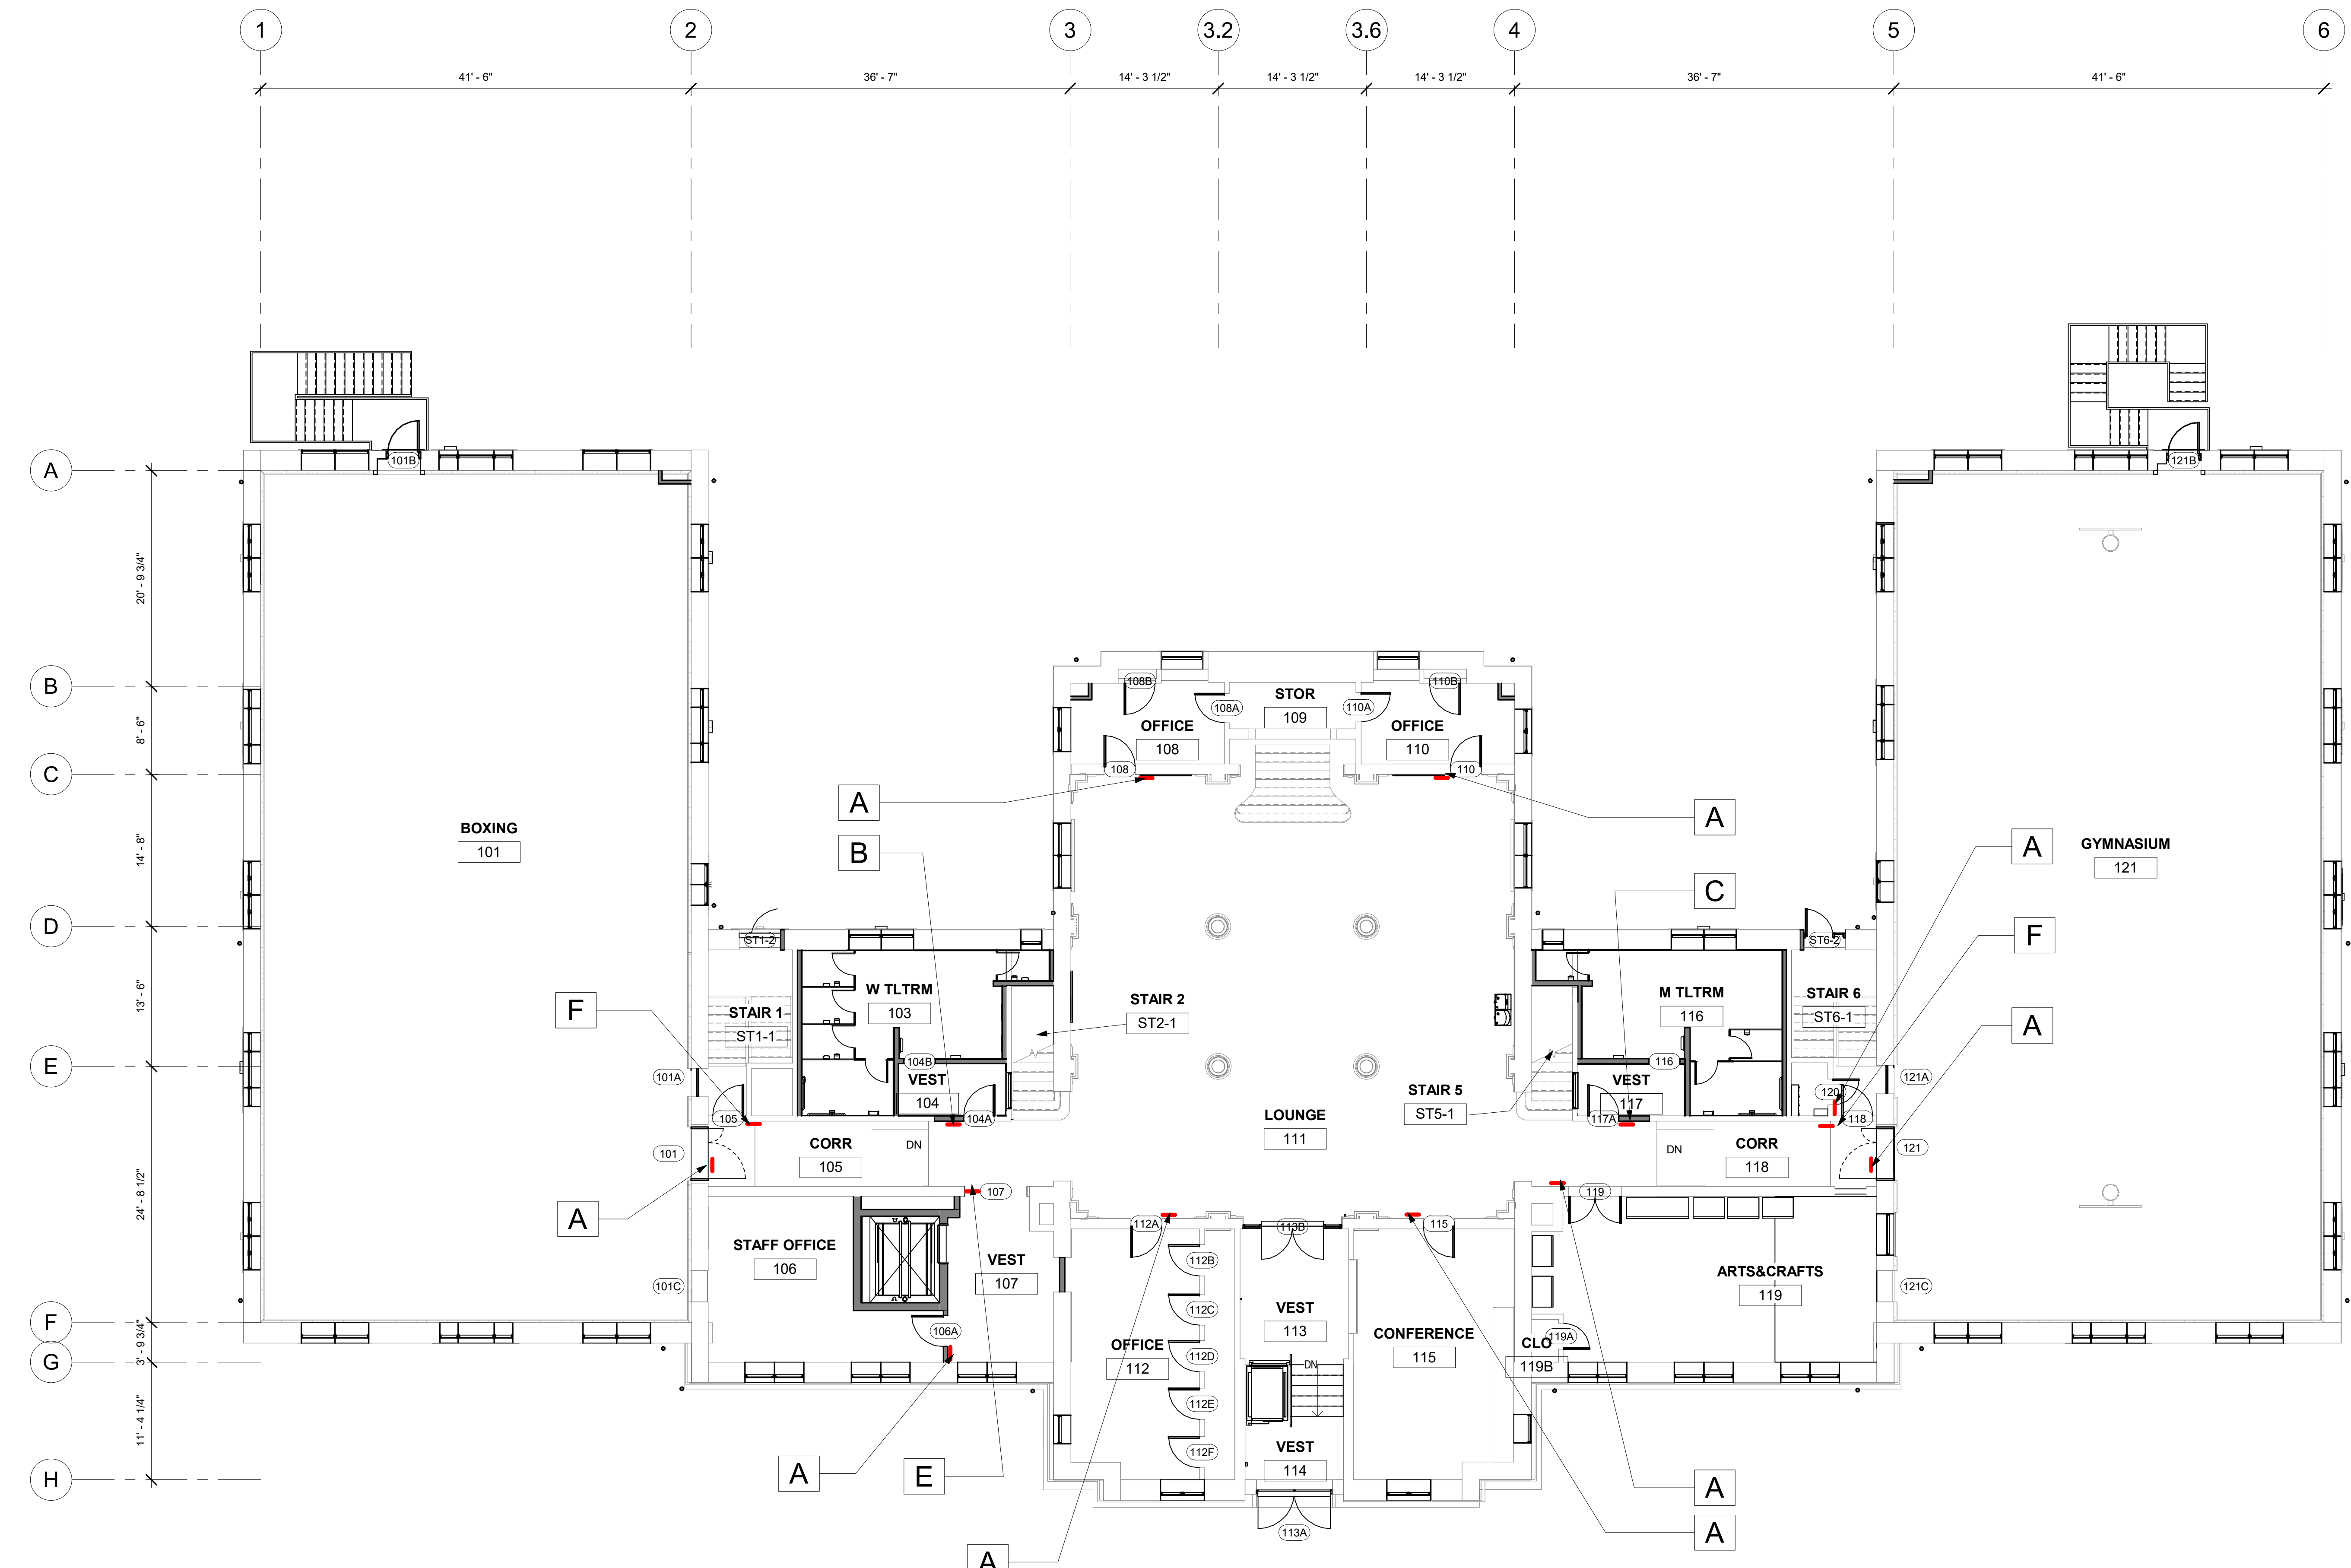 1
2
3
3.2
3.6
4
5
6
41' - 6"
36' - 7"
14' - 3 1/2"
14' - 3 1/2"
14' - 3 1/2"
36' - 7"
41' - 6"
A
B
C
D
E
F
G
H
20' - 9 3/4"
8' - 6"
14' - 8"
13' - 6"
24' - 8 1/2"
3' - 9 3/4"
11' - 4 1/4"
101B
121B
108B
108A
STOR
109
110A
110B
OFFICE
108
OFFICE
110
108
110
A
A
B
C
A
F
A
BOXING
101
GYMNASIUM
121
ST1-2
ST6-2
F
STAIR 1
ST1-1
W TLTRM
103
STAIR 2
ST2-1
M TLTRM
116
STAIR 6
ST6-1
104B
116
VEST
104
VEST
117
101A
121A
STAIR 5
ST5-1
LOUNGE
111
120
105
104A
117A
118
DN
DN
CORR
105
CORR
118
101
121
A
107
119
112A
113B
115
STAFF OFFICE
106
VEST
107
112B
112C
112D
112E
112F
ARTS&CRAFTS
119
101C
121C
VEST
113
106A
OFFICE
112
CONFERENCE
115
CLO
119A
119B
DN
VEST
114
A
E
A
A
A
113A